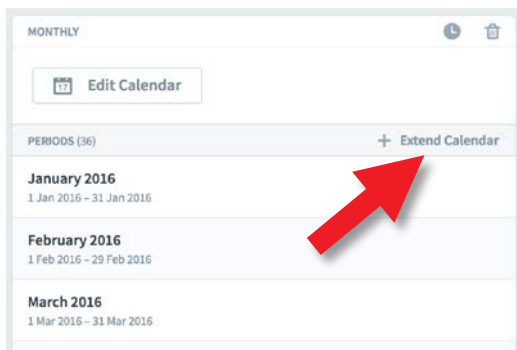 MONTHLY
17 Edit Calendar
PERIODS (36) + Extend Calendar
January 2016
1 Jan 2016 – 31 Jan 2016
February 2016
1 Feb 2016 – 29 Feb 2016
March 2016
1 Mar 2016 – 31 Mar 2016